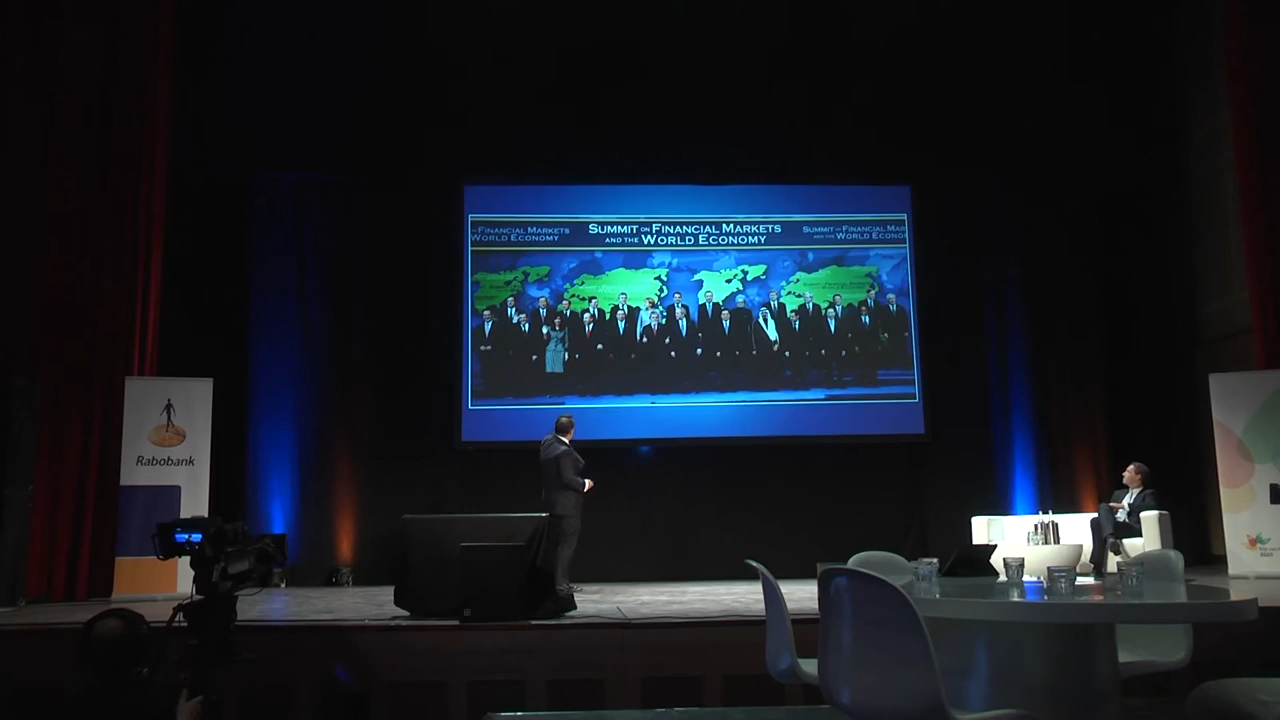 N FINANCIAL MARKETS
WORLD ECONOMY
SUMMIT ON FINANCIAL MARKETS
AND THE WORLD ECONOMY
SUMMIT ON FINANCIAL MAR
AND THE WORLD ECONO
Rabobank